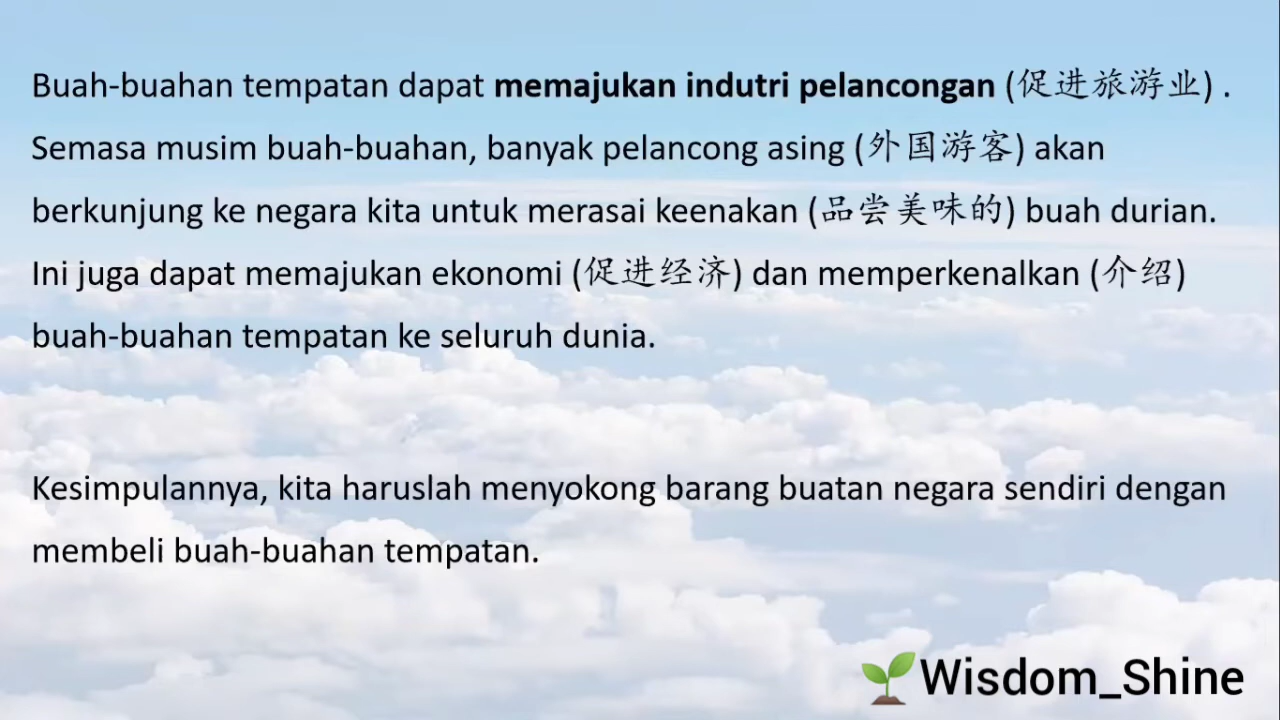 Buah-buahan tempatan dapat memajukan indutri pelancongan (促进旅游业) .
Semasa musim buah-buahan, banyak pelancong asing (外国游客) akan
berkunjung ke negara kita untuk merasai keenakan (品尝美味的) buah durian.
Ini juga dapat memajukan ekonomi (促进经济) dan memperkenalkan (介绍)
buah-buahan tempatan ke seluruh dunia.
Kesimpulannya, kita haruslah menyokong barang buatan negara sendiri dengan
membeli buah-buahan tempatan.
Wisdom_Shine